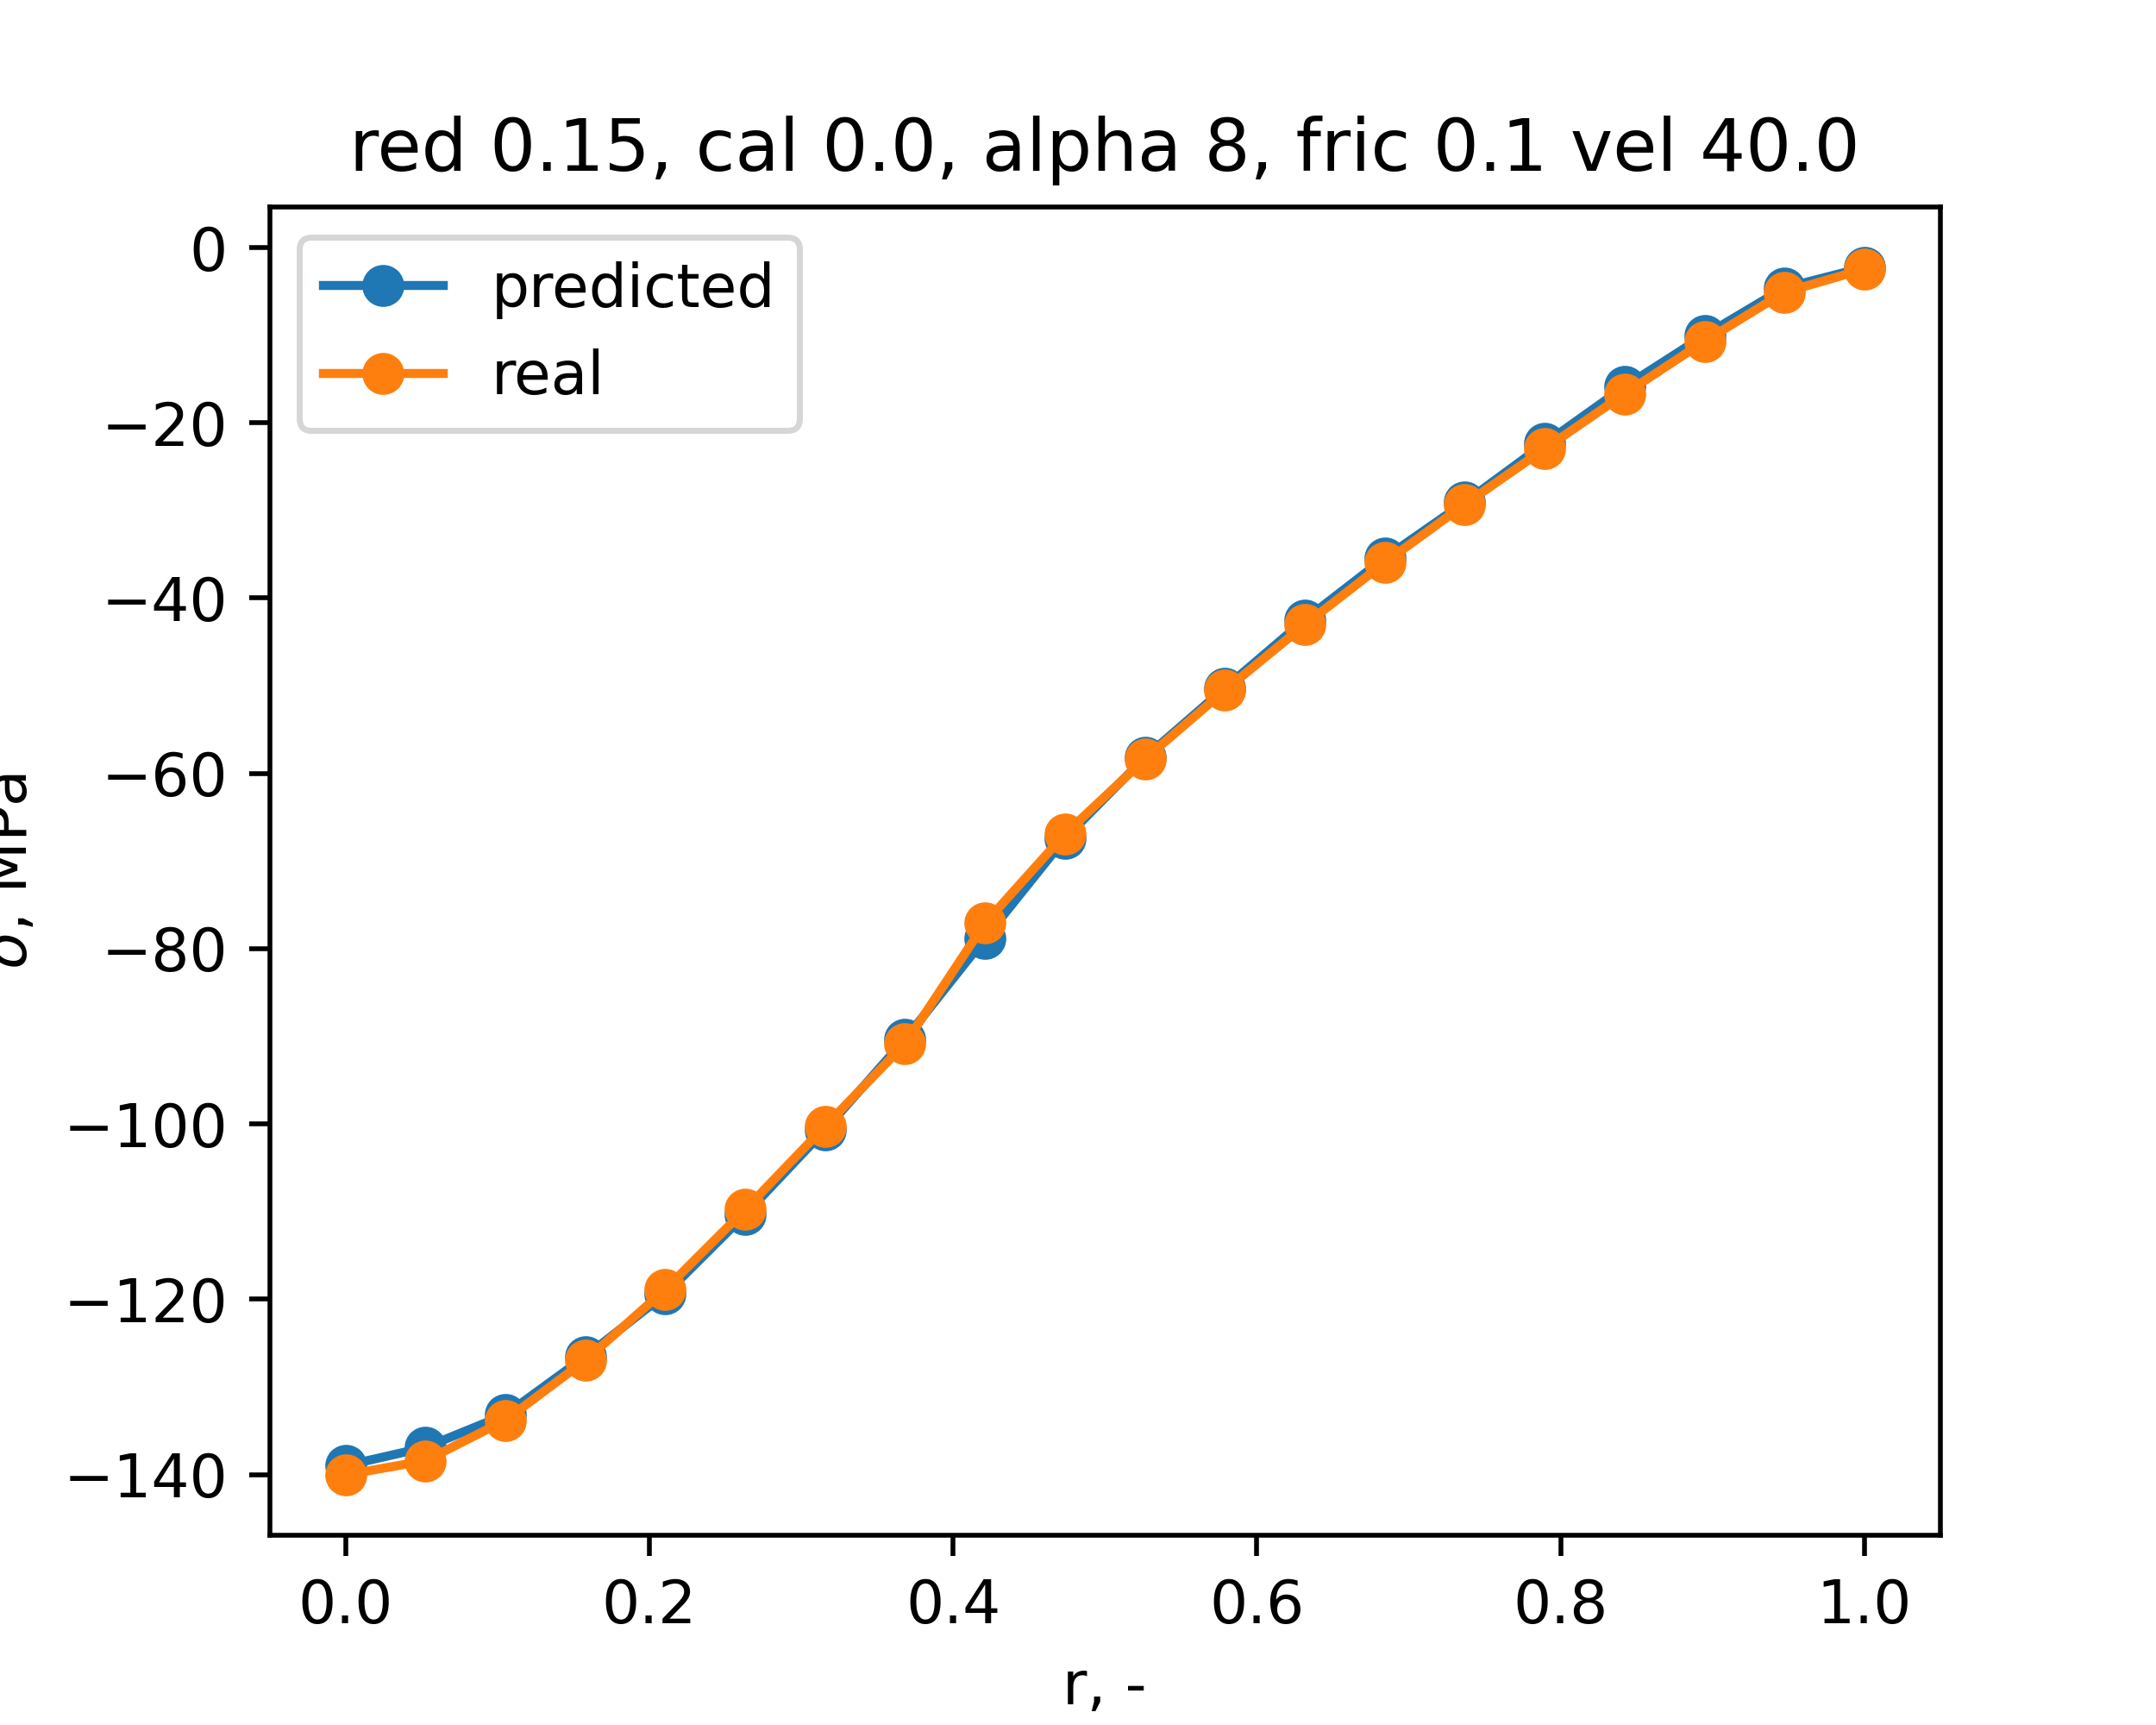 red 0.15, cal 0.0, alpha 8, fric 0.1 vel 40.0
predicted
real
0
−20
−40
−60
−80
−100
−120
−140
σ, MPa
0.0 0.2 0.4 0.6 0.8 1.0
r, -